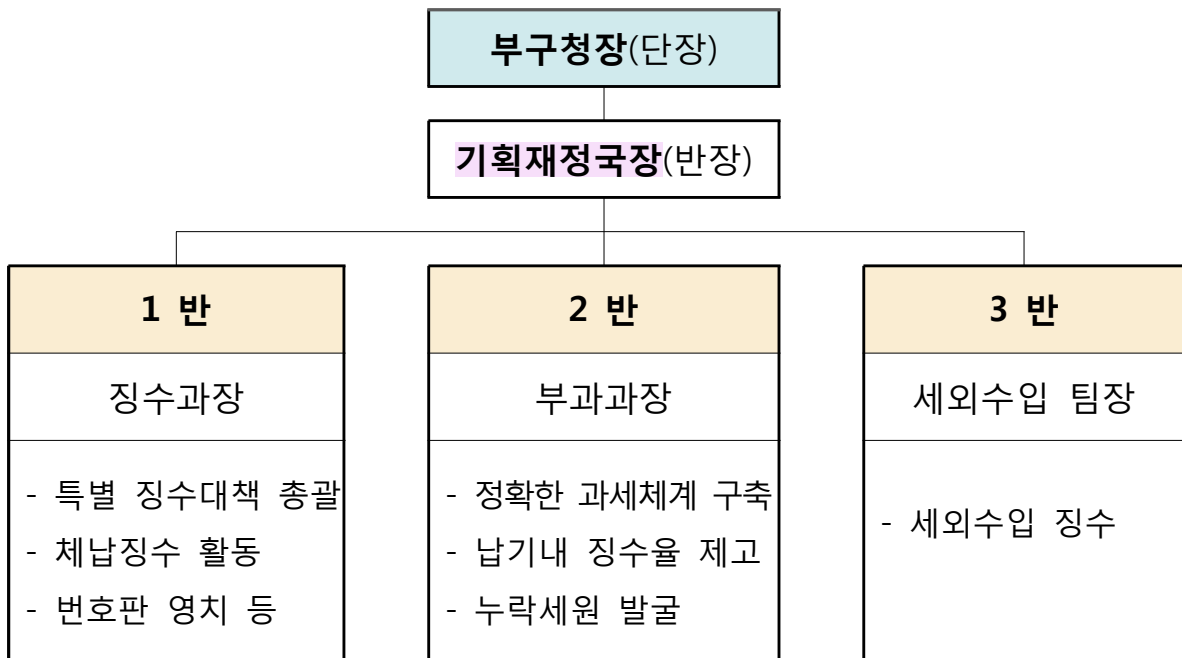 부구청장(단장)
기획재정국장(반장)
1 반
징수과장
- 특별 징수대책 총괄
- 체납징수 활동
- 번호판 영치 등
2 반
부과과장
- 정확한 과세체계 구축
- 납기내 징수율 제고
- 누락세원 발굴
3 반
세외수입 팀장
- 세외수입 징수